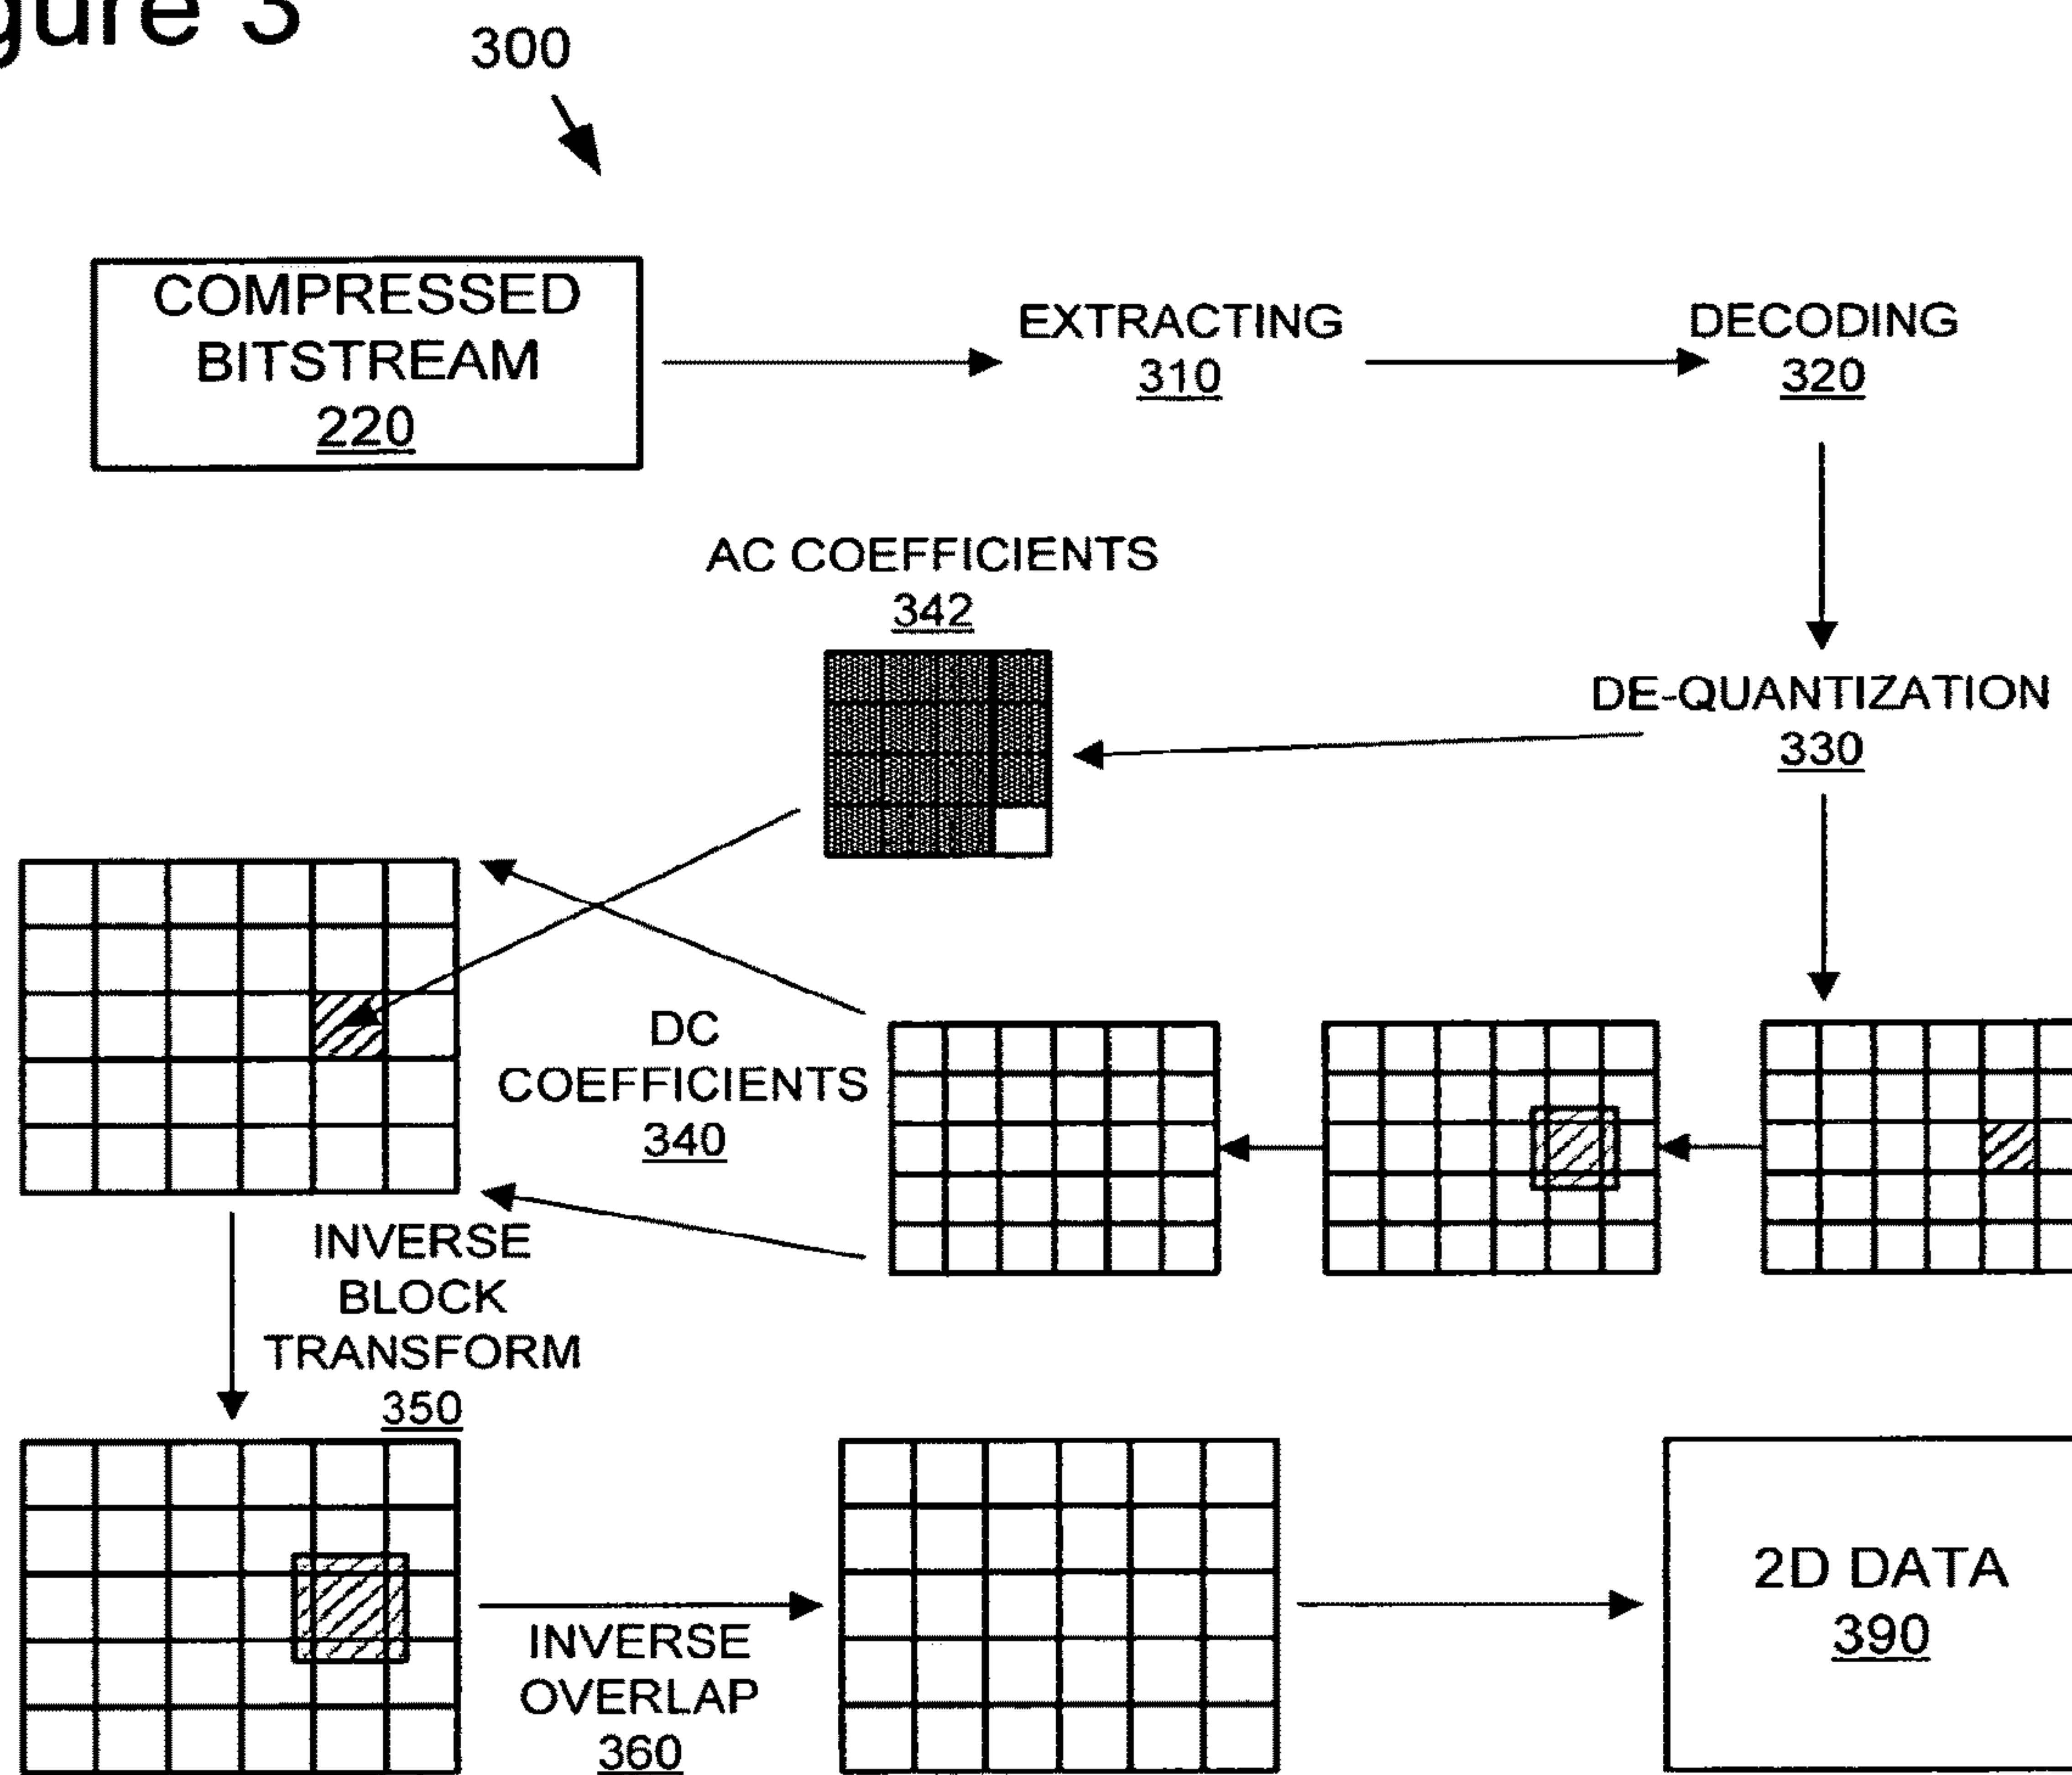 gure 3
300
COMPRESSED
BITSTREAM
220
EXTRACTING
310
DECODING
320
AC COEFFICIENTS
342
DE-QUANTIZATION
330
DC
COEFFICIENTS
340
INVERSE
BLOCK
TRANSFORM
350
INVERSE
OVERLAP
360
2D DATA
390